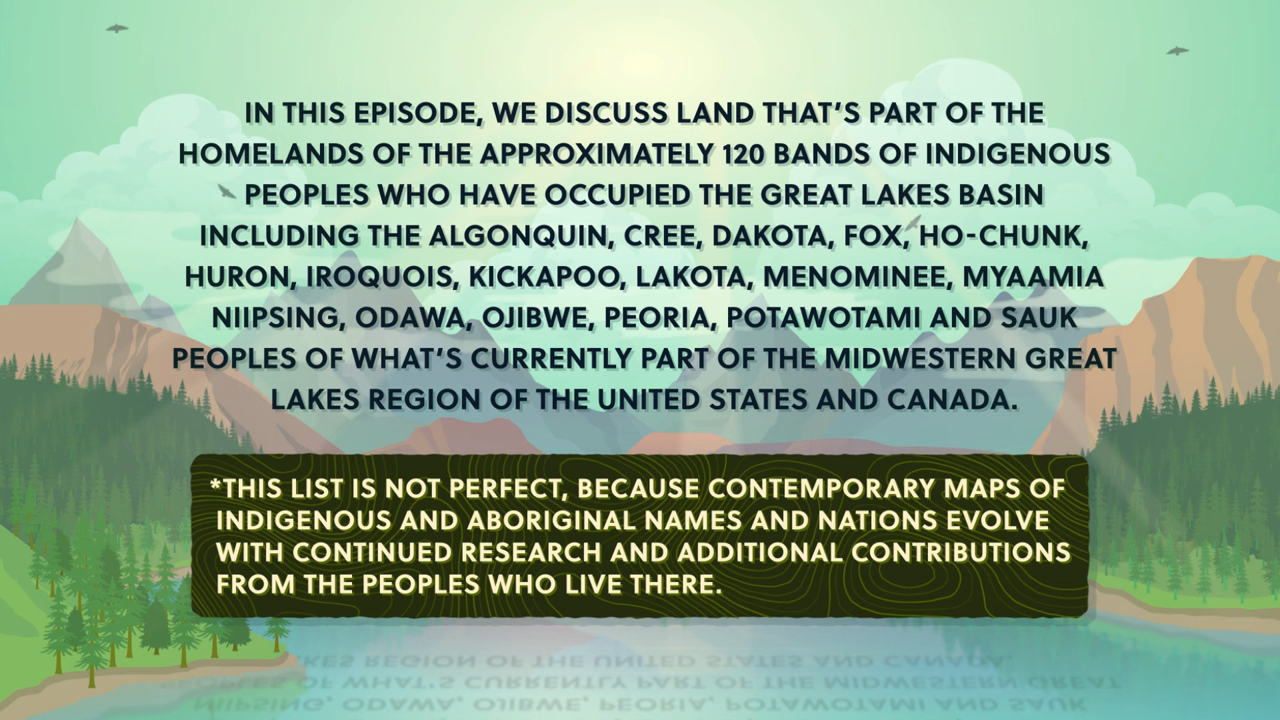 IN THIS EPISODE, WE DISCUSS LAND THAT'S PART OF THE
HOMELANDS OF THE APPROXIMATELY 120 BANDS OF INDIGENOUS
PEOPLES WHO HAVE OCCUPIED THE GREAT LAKES BASIN
INCLUDING THE ALGONQUIN, CREE, DAKOTA, FOX, HO-CHUNK,
HURON, IROQUOIS, KICKAPOO, LAKOTA, MENOMINEE, MYAAMIA
NIIPSING, ODAWA, OJIBWE, PEORIA, POTAWOTAMI AND SAUK
PEOPLES OF WHAT'S CURRENTLY PART OF THE MIDWESTERN GREAT
LAKES REGION OF THE UNITED STATES AND CANADA.
*THIS LIST IS NOT PERFECT, BECAUSE CONTEMPORARY MAPS OF
INDIGENOUS AND ABORIGINAL NAMES AND NATIONS EVOLVE
WITH CONTINUED RESEARCH AND ADDITIONAL CONTRIBUTIONS
FROM THE PEOPLES WHO LIVE THERE.